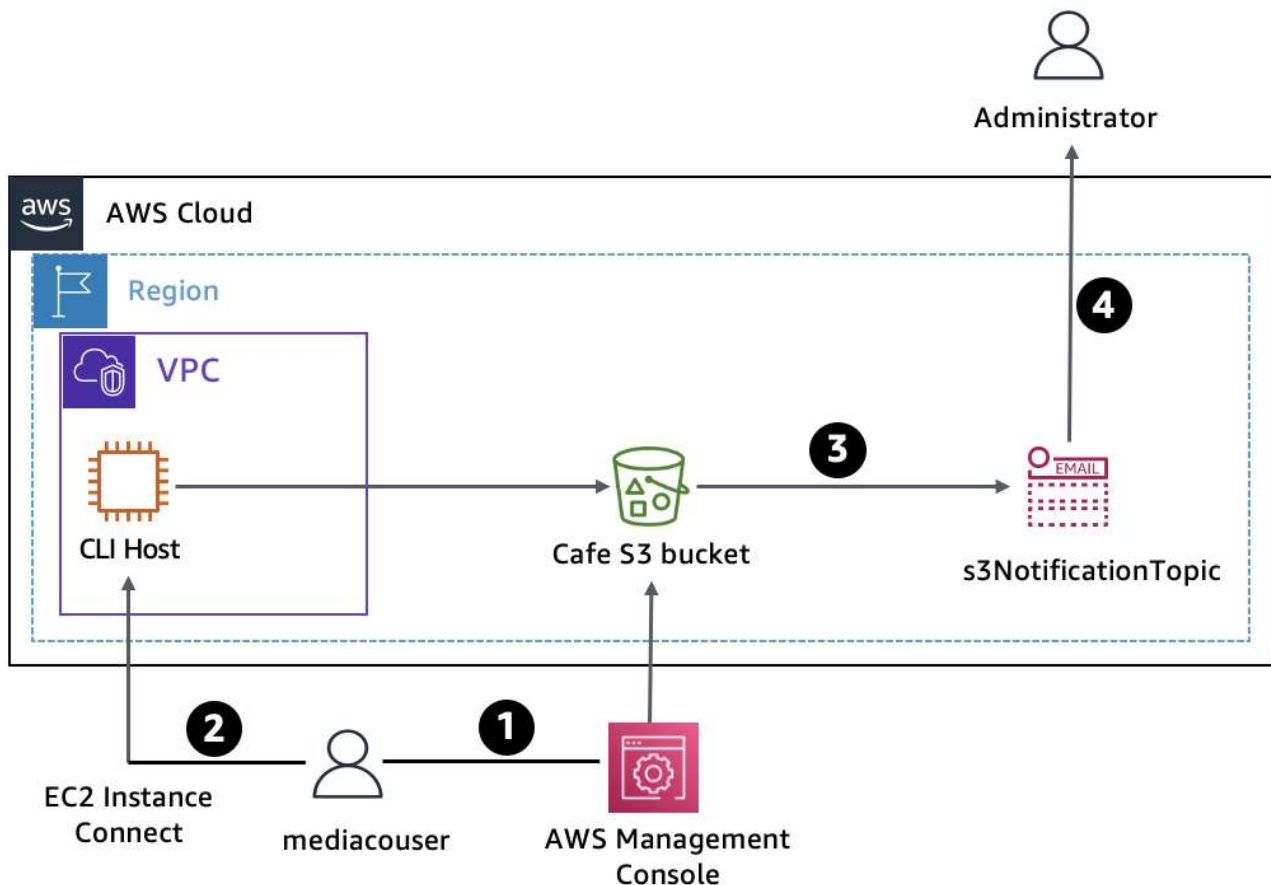 Administrator
aws
AWS Cloud
Region
4
VPC
3
EMAIL
CLI Host
Cafe S3 bucket
s3NotificationTopic
2
1
EC2 Instance
Connect
mediacouser
AWS Management
Console